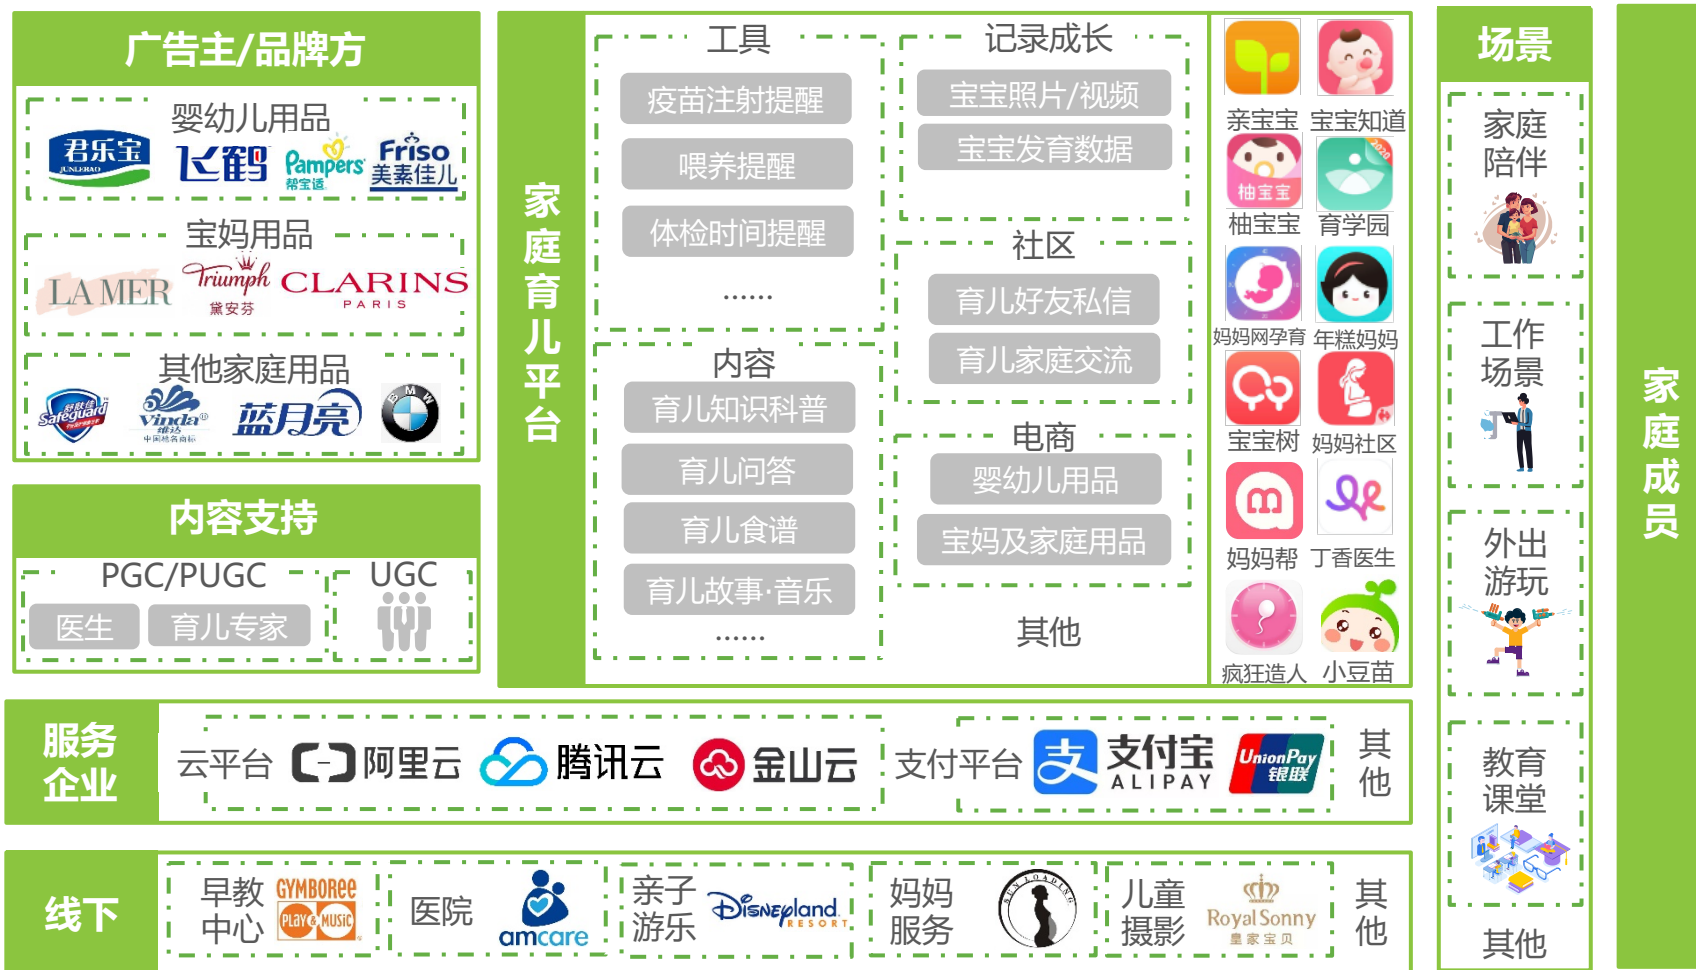 广告主/品牌方
婴幼儿用品
君乐宝
JUNLEBAO
飞鹤
Pampers
帮宝适
Friso
美素佳儿
宝妈用品
LA MER
Triumph
黛安芬
CLARINS
PARIS
其他家庭用品
舒肤佳
Safeguard
Vinda
维达
中国驰名商标
蓝月亮
BMW
内容支持
PGC/PUGC
医生
育儿专家
UGC
家庭育儿平台
工具
疫苗注射提醒
喂养提醒
体检时间提醒
……
内容
育儿知识科普
育儿问答
育儿食谱
育儿故事·音乐
……
记录成长
宝宝照片/视频
宝宝发育数据
社区
育儿好友私信
育儿家庭交流
电商
婴幼儿用品
宝妈及家庭用品
其他
亲宝宝
宝宝知道
柚宝宝
2020
柚宝宝
育学园
妈妈网孕育
年糕妈妈
宝宝树
妈妈社区
m
妈妈帮
丁香医生
疯狂造人
小豆苗
服务
企业
云平台
阿里云
腾讯云
金山云
支付平台
支
支付宝
ALIPAY
UnionPay
银联
其他
线下
早教
中心
GYMBOREE
PLAY & MUSIC
医院
amcare
亲子
游乐
Disneyland
RESORT
妈妈
服务
BUN LOADING
儿童
摄影
Royal Sonny
皇家宝贝
其他
场景
家庭
陪伴
工作
场景
外出
游玩
教育
课堂
其他
家庭成员